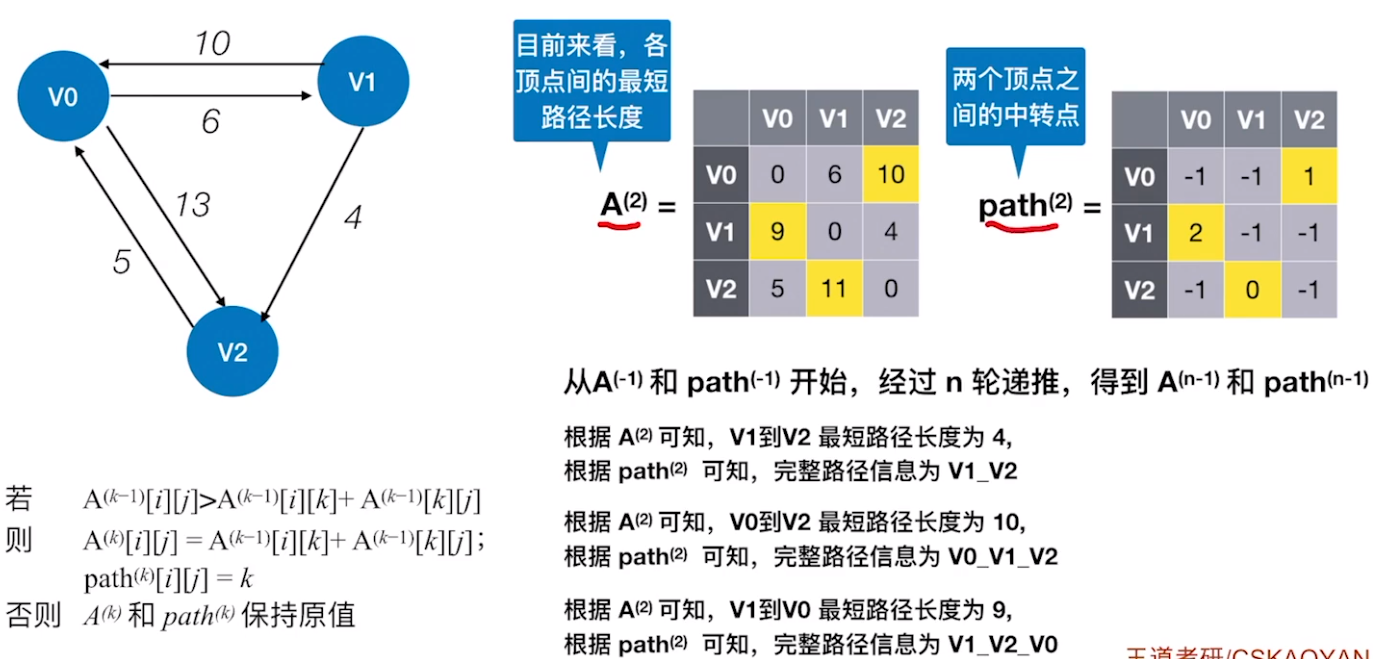 V0
V1
V2
10
6
13
5
4
目前来看，各
顶点间的最短
路径长度
A(2) =
V0 V1 V2
V0 0 6 10
V1 9 0 4
V2 5 11 0
两个顶点之
间的中转点
path(2) =
V0 V1 V2
V0 -1 -1 1
V1 2 -1 -1
V2 -1 0 -1
从A(-1) 和 path(-1) 开始，经过 n 轮递推，得到 A(n-1) 和 path(n-1)
根据 A(2) 可知，V1到V2 最短路径长度为 4,
根据 path(2) 可知，完整路径信息为 V1_V2
根据 A(2) 可知，V0到V2 最短路径长度为 10,
根据 path(2) 可知，完整路径信息为 V0_V1_V2
根据 A(2) 可知，V1到V0 最短路径长度为 9,
根据 path(2) 可知，完整路径信息为 V1_V2_V0
若 A(k−1)[i][j]>A(k−1)[i][k]+ A(k−1)[k][j]
则 A(k)[i][j] = A(k−1)[i][k]+ A(k−1)[k][j]；
path(k)[i][j] = k
否则 A(k) 和 path(k) 保持原值
王道考研/CSKAOYAN